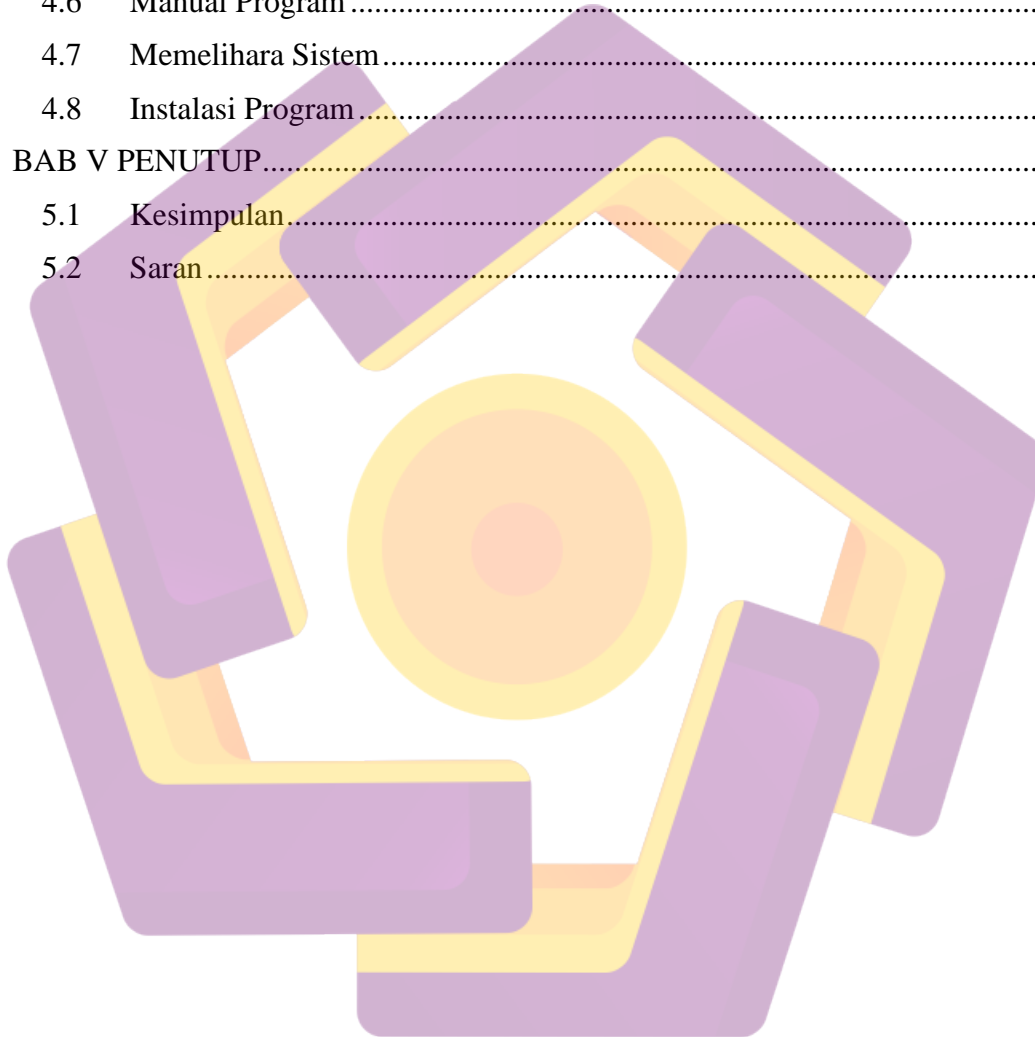 4.6 Manual Program ........................................................................................
4.7 Memelihara Sistem ....................................................................................
4.8 Instalasi Program .......................................................................................
BAB V PENUTUP ....................................................................................................
5.1 Kesimpulan ................................................................................................
5.2 Saran ..........................................................................................................